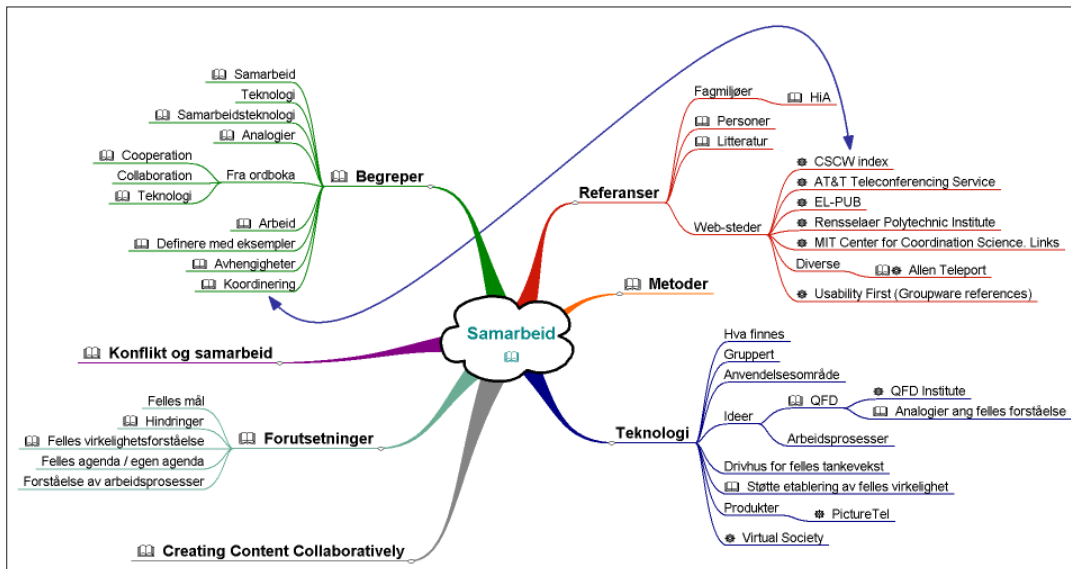 Samarbeid
Teknologi
Samarbeidsteknologi
Analogier
Cooperation
Collaboration
Teknologi
Fra ordboka
Begreper
Arbeid
Definere med eksempler
Avhengigheter
Koordinering
Konflikt og samarbeid
Felles mål
Hindringer
Felles virkelighetsforståelse
Felles agenda / egen agenda
Forståelse av arbeidsprosesser
Forutsetninger
Creating Content Collaboratively
Samarbeid
Fagmiljøer
HiA
Personer
Litteratur
Referanser
Web-steder
CSCW index
AT&T Teleconferencing Service
EL-PUB
Rensselaer Polytechnic Institute
MIT Center for Coordination Science. Links
Diverse
Allen Teleport
Usability First (Groupware references)
Metoder
Teknologi
Hva finnes
Gruppert
Anvendelsesområde
Ideer
QFD
QFD Institute
Analogier ang felles forståelse
Arbeidsprosesser
Drivhus for felles tankevekst
Støtte etablering av felles virkelighet
Produkter
PictureTel
Virtual Society